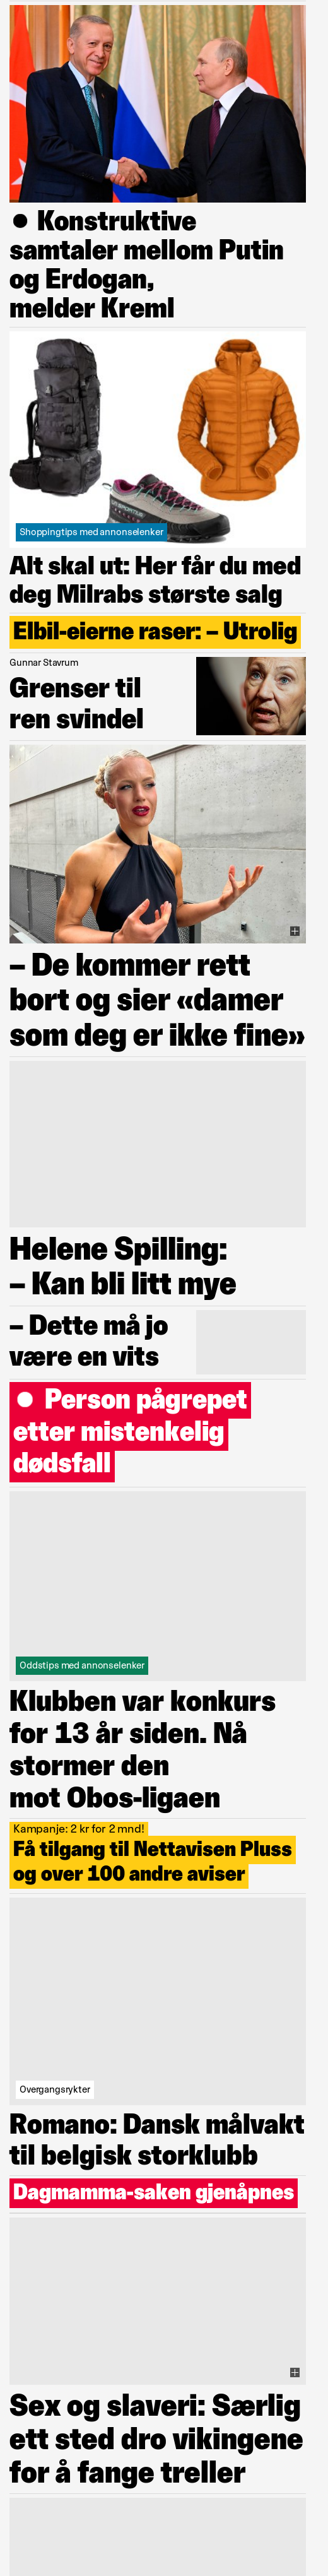 Konstruktive
samtaler mellom Putin
og Erdogan,
melder Kreml
Shoppingtips med annonselenker
Alt skal ut: Her får du med
deg Milrabs største salg
Elbil-eierne raser: – Utrolig
Gunnar Stavrum
Grenser til
ren svindel
– De kommer rett
bort og sier «damer
som deg er ikke fine»
Helene Spilling:
– Kan bli litt mye
– Dette må jo
være en vits
Person pågrepet
etter mistenkelig
dødsfall
Oddstips med annonselenker
Klubben var konkurs
for 13 år siden. Nå
stormer den
mot Obos-ligaen
Kampanje: 2 kr for 2 mnd!
Få tilgang til Nettavisen Pluss
og over 100 andre aviser
Overgangsrykter
Romano: Dansk målvakt
til belgisk storklubb
Dagmamma-saken gjenåpnes
Sex og slaveri: Særlig
ett sted dro vikingene
for å fange treller